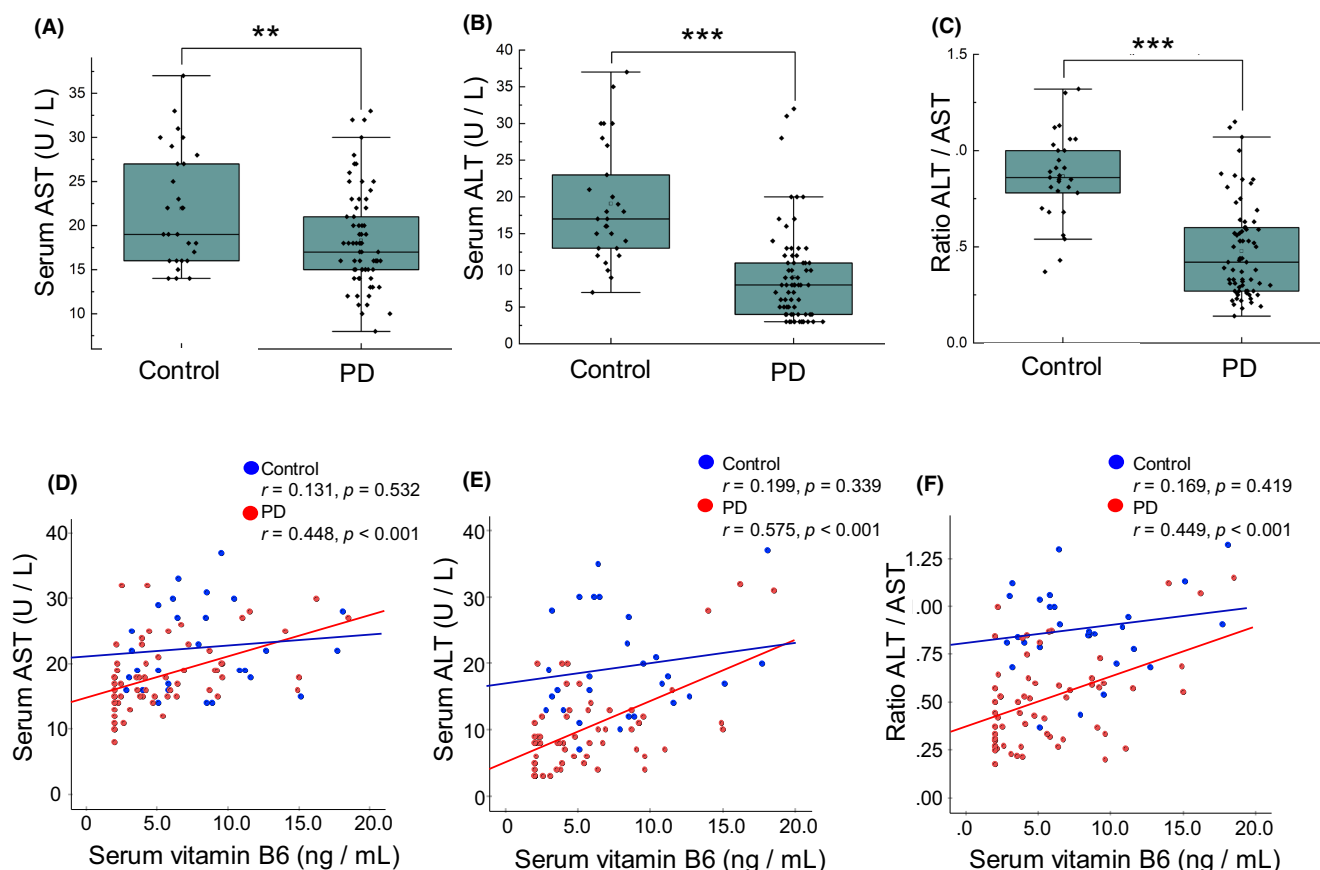 (A)
**
Serum AST (U / L)
35
30
25
20
15
10
Control
PD
(B)
***
Serum ALT (U / L)
40
35
30
25
20
15
10
5
0
Control
PD
(C)
***
Ratio ALT / AST
1.5
.0
.5
0.0
Control
PD
(D)
Control
r = 0.131, p = 0.532
PD
r = 0.448, p < 0.001
Serum AST (U / L)
40
30
20
10
0
0 5.0 10.0 15.0 20.0
Serum vitamin B6 (ng / mL)
(E)
Control
r = 0.199, p = 0.339
PD
r = 0.575, p < 0.001
Serum ALT (U / L)
40
30
20
10
0
0 5.0 10.0 15.0 20.0
Serum vitamin B6 (ng / mL)
(F)
Control
r = 0.169, p = 0.419
PD
r = 0.449, p < 0.001
Ratio ALT / AST
1.25
.00
.75
.50
.25
.00
.0 5.0 10.0 15.0 20.0
Serum vitamin B6 (ng / mL)